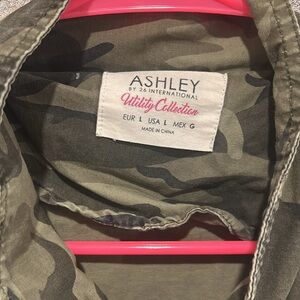 ASHLEY
BY 26 INTERNATIONAL
Utility Collection
EUR L USA L MEX G
MADE IN CHINA